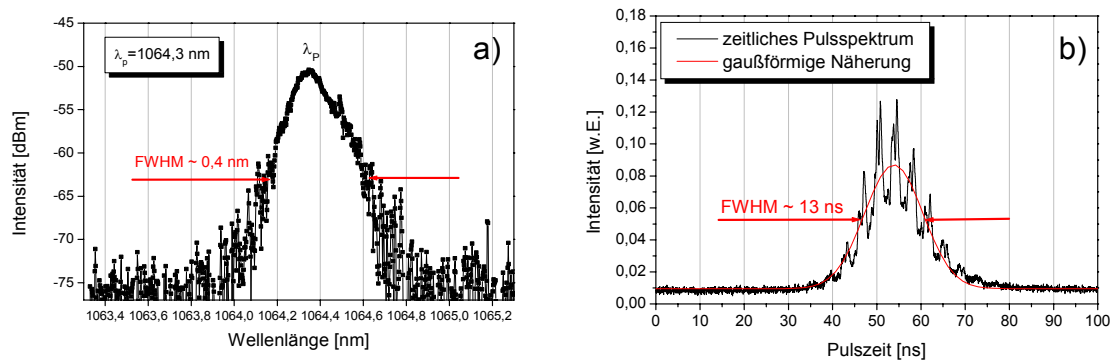 a)
λp=1064,3 nm
λP
FWHM ~ 0,4 nm
Intensität [dBm]
-45
-50
-55
-60
-65
-70
-75
1063,4 1063,6 1063,8 1064,0 1064,2 1064,4 1064,6 1064,8 1065,0 1065,2
Wellenlänge [nm]
b)
zeitliches Pulsspektrum
gaußförmige Näherung
FWHM ~ 13 ns
Intensität [w.E.]
0,18
0,16
0,14
0,12
0,10
0,08
0,06
0,04
0,02
0,00
0 10 20 30 40 50 60 70 80 90 100
Pulszeit [ns]